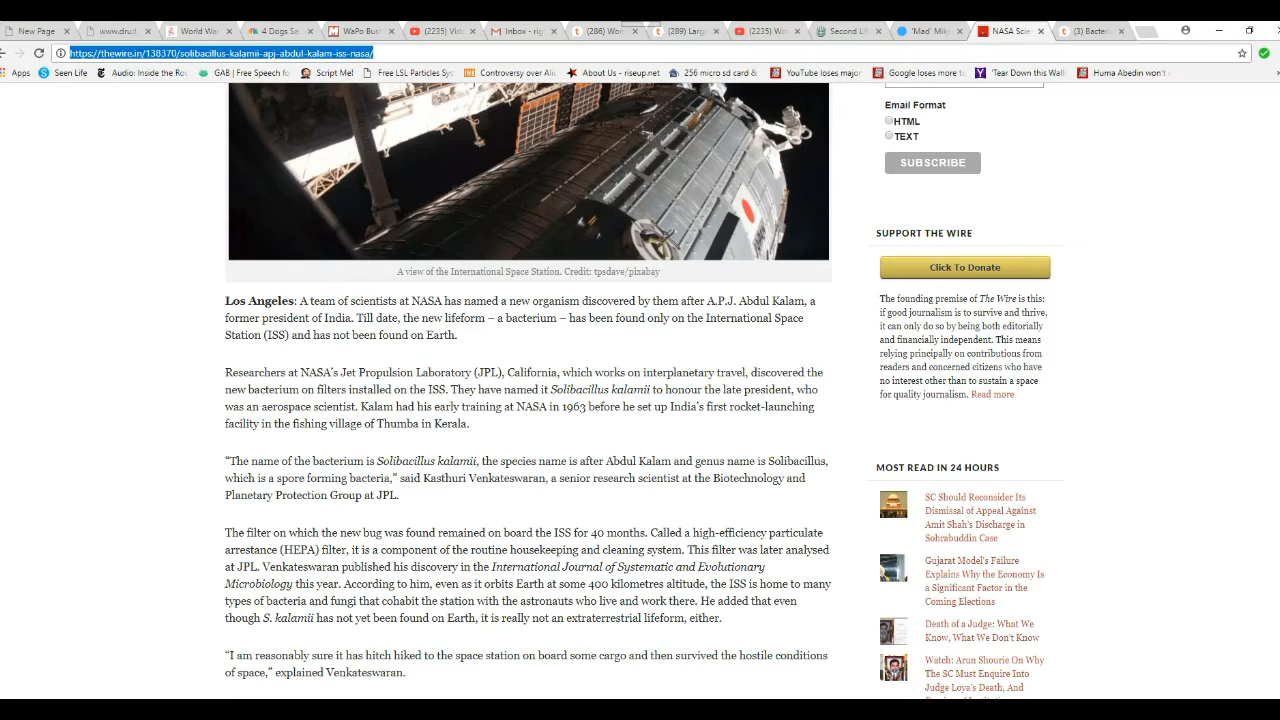 New Page
www.drud
World War
4 Dogs Sa
WaPo Bus
(2235) Vid
Inbox - rig
(286) Wor
(289) Larg
(2235) Wo
Second Lif
'Mad' Mike
NASA Scie
(3) Bacteri
https://thewire.in/138370/solibacillus-kalamii-apj-abdul-kalam-iss-nasa/
Apps
Seen Life
Audio: Inside the Roc
GAB | Free Speech fo
Script Me!
Free LSL Particles Sys
Controversy over Alic
About Us - riseup.net
256 micro sd card &
YouTube loses major
Google loses more to
'Tear Down this Wall
Huma Abedin won't
Email Format
HTML
TEXT
SUBSCRIBE
A view of the International Space Station. Credit: tpsdave/pixabay
Los Angeles: A team of scientists at NASA has named a new organism discovered by them after A.P.J. Abdul Kalam, a
former president of India. Till date, the new lifeform – a bacterium – has been found only on the International Space
Station (ISS) and has not been found on Earth.
Researchers at NASA's Jet Propulsion Laboratory (JPL), California, which works on interplanetary travel, discovered the
new bacterium on filters installed on the ISS. They have named it Solibacillus kalamii to honour the late president, who
was an aerospace scientist. Kalam had his early training at NASA in 1963 before he set up India's first rocket-launching
facility in the fishing village of Thumba in Kerala.
“The name of the bacterium is Solibacillus kalamii, the species name is after Abdul Kalam and genus name is Solibacillus,
which is a spore forming bacteria,” said Kasthuri Venkateswaran, a senior research scientist at the Biotechnology and
Planetary Protection Group at JPL.
The filter on which the new bug was found remained on board the ISS for 40 months. Called a high-efficiency particulate
arrestance (HEPA) filter, it is a component of the routine housekeeping and cleaning system. This filter was later analysed
at JPL. Venkateswaran published his discovery in the International Journal of Systematic and Evolutionary
Microbiology this year. According to him, even as it orbits Earth at some 400 kilometres altitude, the ISS is home to many
types of bacteria and fungi that cohabit the station with the astronauts who live and work there. He added that even
though S. kalamii has not yet been found on Earth, it is really not an extraterrestrial lifeform, either.
“I am reasonably sure it has hitch hiked to the space station on board some cargo and then survived the hostile conditions
of space,” explained Venkateswaran.
SUPPORT THE WIRE
Click To Donate
The founding premise of The Wire is this:
if good journalism is to survive and thrive,
it can only do so by being both editorially
and financially independent. This means
relying principally on contributions from
readers and concerned citizens who have
no interest other than to sustain a space
for quality journalism. Read more
MOST READ IN 24 HOURS
SC Should Reconsider Its
Dismissal of Appeal Against
Amit Shah's Discharge in
Sohrabuddin Case
Gujarat Model's Failure
Explains Why the Economy Is
a Significant Factor in the
Coming Elections
Death of a Judge: What We
Know, What We Don't Know
Watch: Arun Shourie On Why
The SC Must Enquire Into
Judge Loya's Death, And